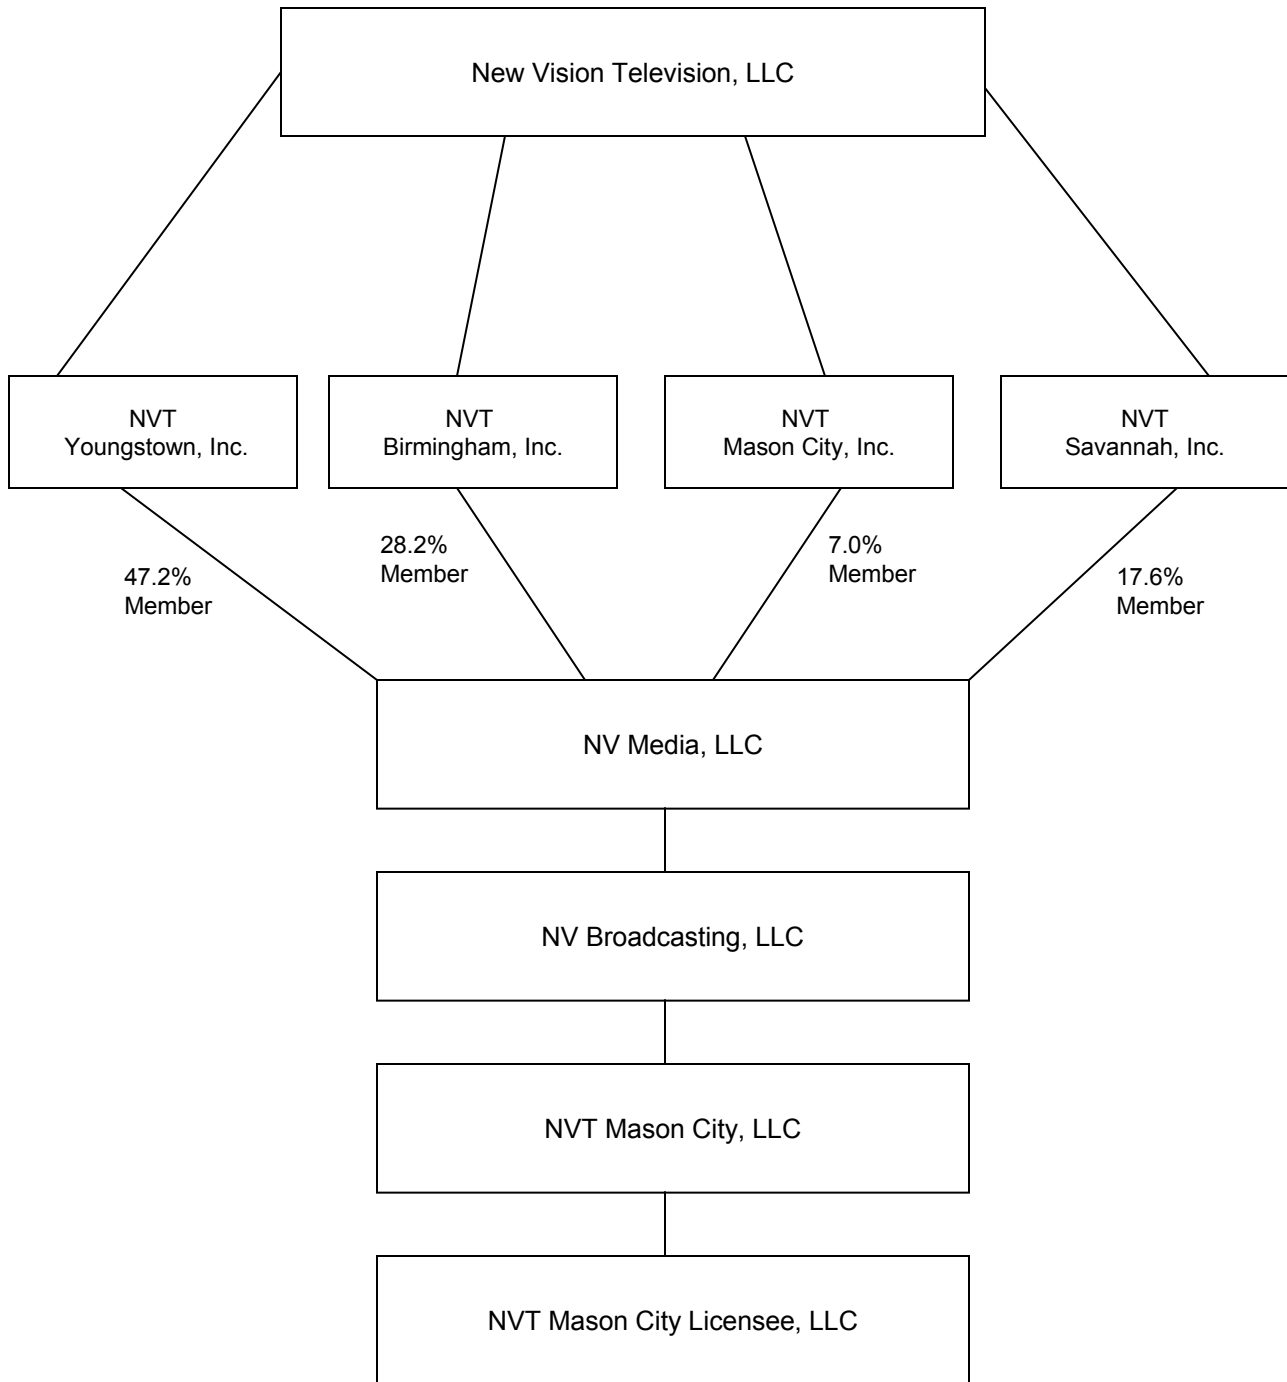 New Vision Television, LLC
NVT
Youngstown, Inc.
NVT
Birmingham, Inc.
NVT
Mason City, Inc.
NVT
Savannah, Inc.
47.2%
Member
28.2%
Member
7.0%
Member
17.6%
Member
NV Media, LLC
NV Broadcasting, LLC
NVT Mason City, LLC
NVT Mason City Licensee, LLC